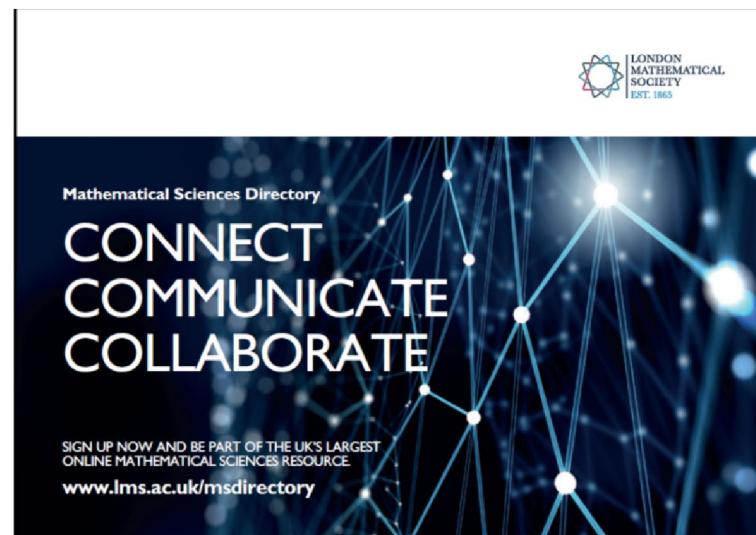 LONDON
MATHEMATICAL
SOCIETY
EST. 1865
Mathematical Sciences Directory
CONNECT
COMMUNICATE
COLLABORATE
SIGN UP NOW AND BE PART OF THE UK'S LARGEST
ONLINE MATHEMATICAL SCIENCES RESOURCE.
www.lms.ac.uk/msdirectory